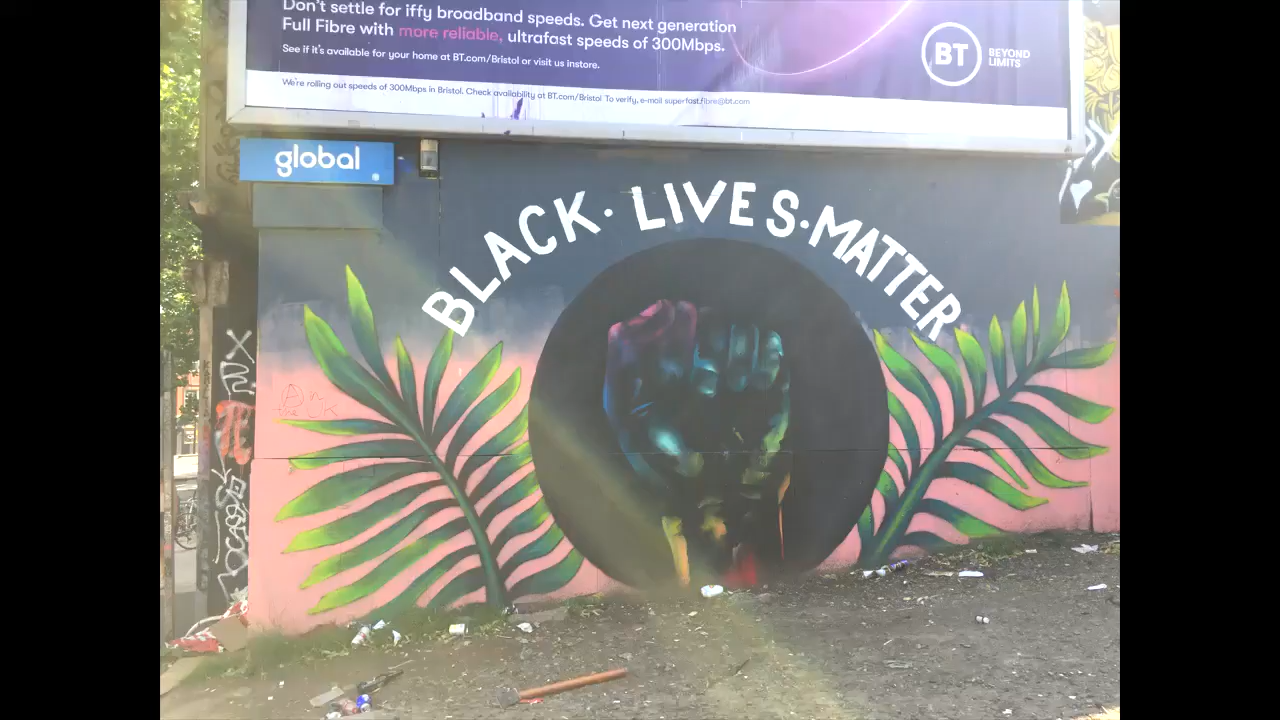 Don't settle for iffy broadband speeds. Get next generation
Full Fibre with more reliable, ultrafast speeds of 300Mbps.
See if it's available for your home at BT.com/Bristol or visit us instore.
We're rolling out speeds of 300Mbps in Bristol. Check availability at BT.com/Bristol To verify, e-mail superfast.fibre@bt.com
BT
BEYOND
LIMITS
global
BLACK · LIVES · MATTER